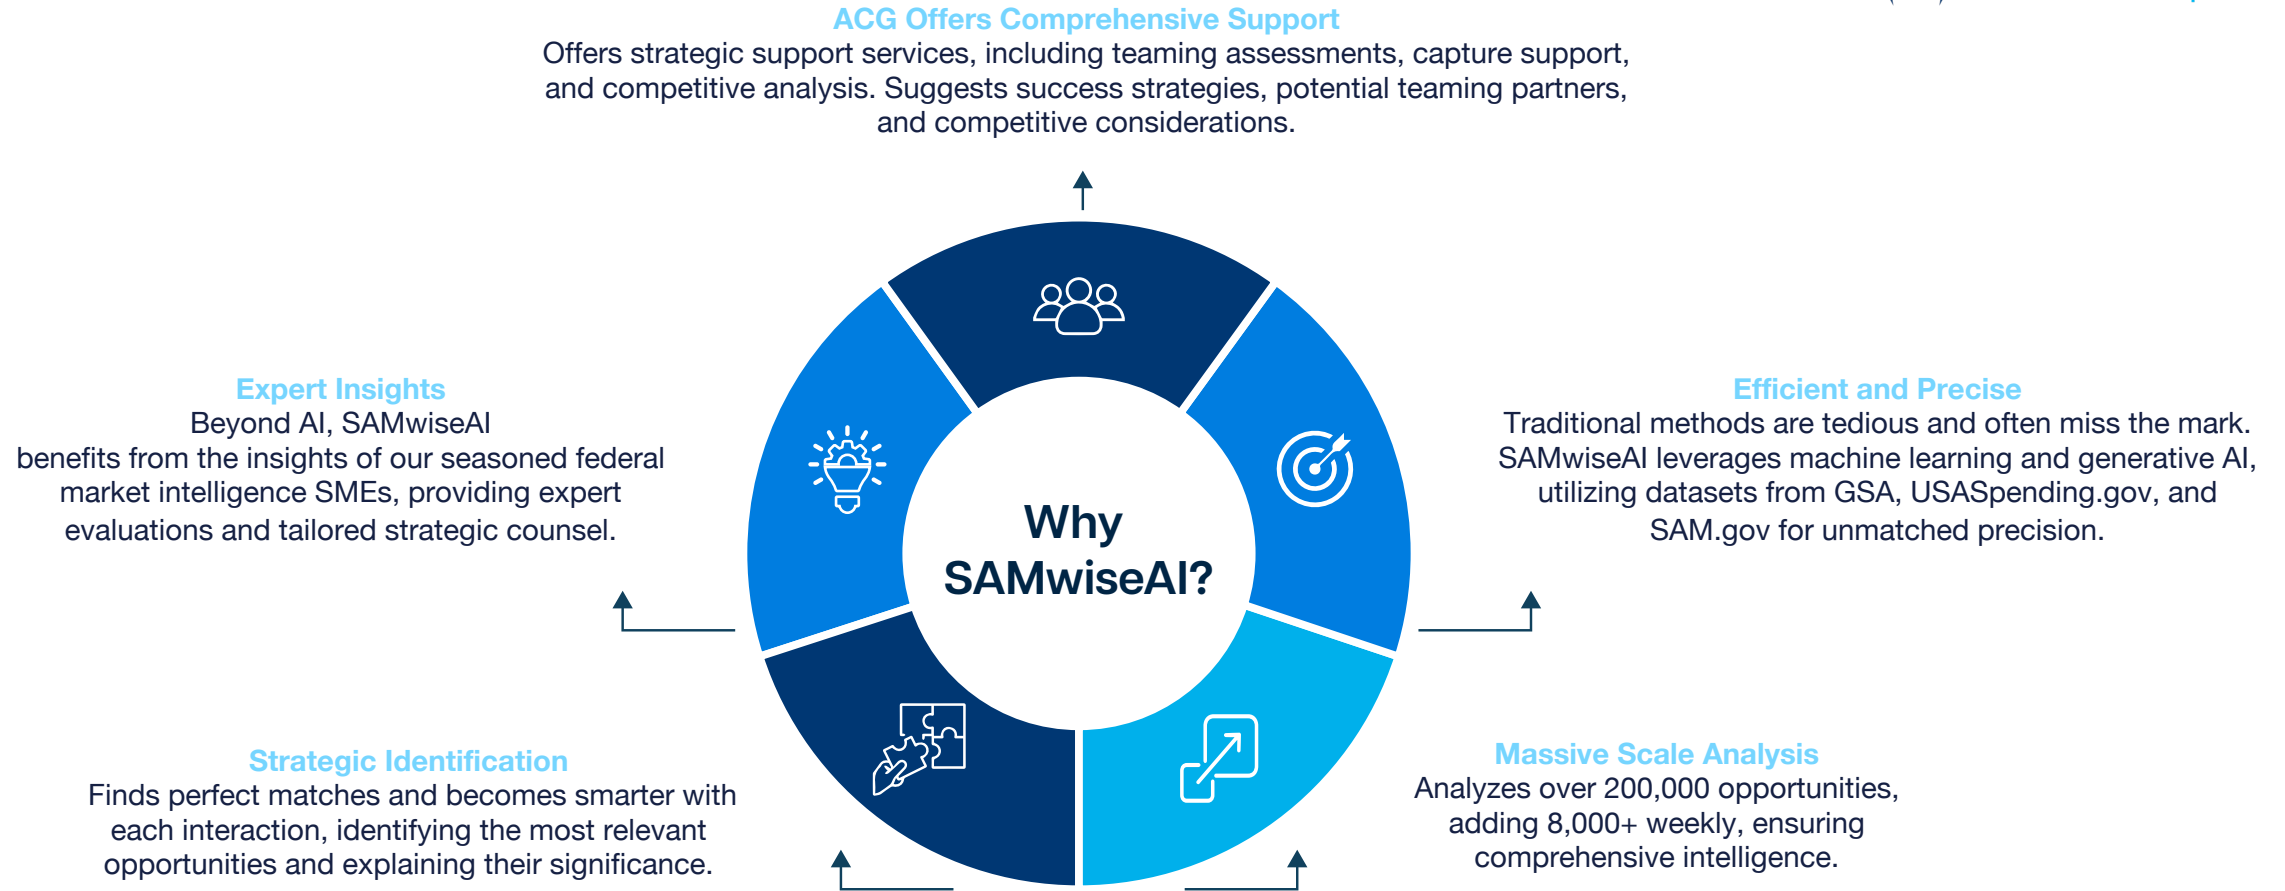 ACG Offers Comprehensive Support
Offers strategic support services, including teaming assessments, capture support,
and competitive analysis. Suggests success strategies, potential teaming partners,
and competitive considerations.
Expert Insights
Beyond AI, SAMwiseAI
benefits from the insights of our seasoned federal
market intelligence SMEs, providing expert
evaluations and tailored strategic counsel.
Efficient and Precise
Traditional methods are tedious and often miss the mark.
SAMwiseAI leverages machine learning and generative AI,
utilizing datasets from GSA, USASpending.gov, and
SAM.gov for unmatched precision.
Why
SAMwiseAI?
Strategic Identification
Finds perfect matches and becomes smarter with
each interaction, identifying the most relevant
opportunities and explaining their significance.
Massive Scale Analysis
Analyzes over 200,000 opportunities,
adding 8,000+ weekly, ensuring
comprehensive intelligence.